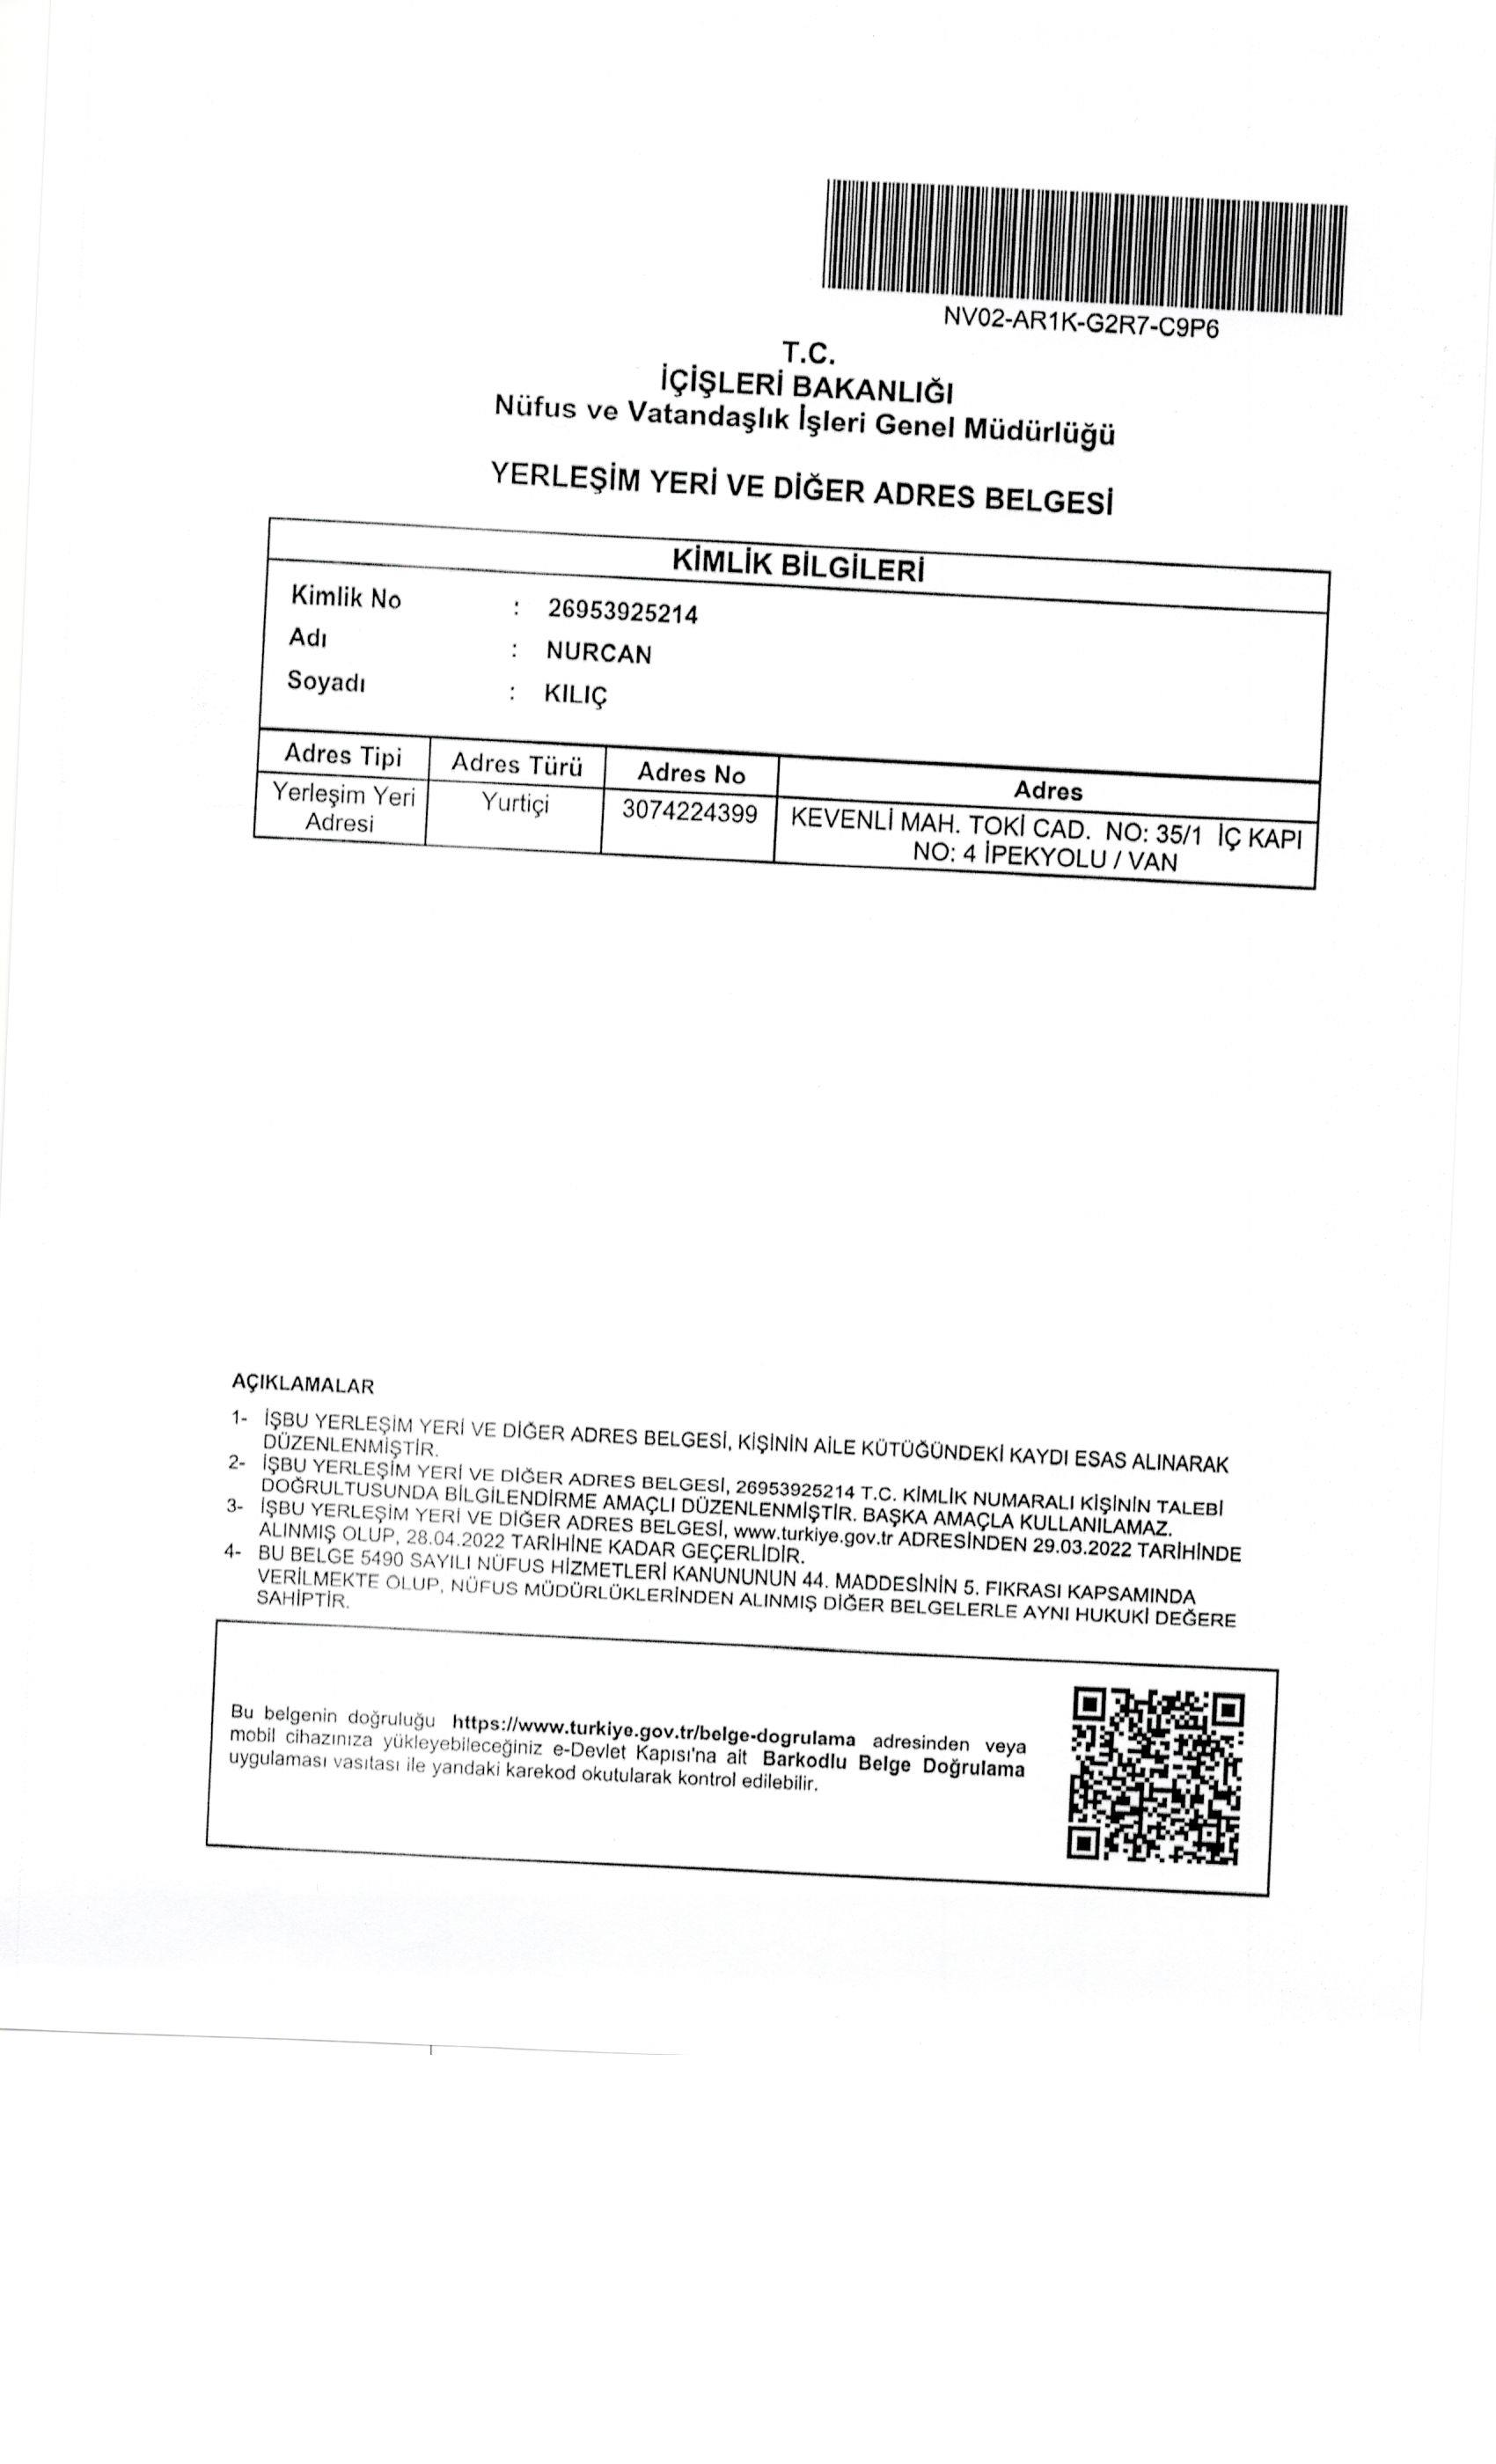 NV02-AR1K-G2R7-C9P6
T.C.
İÇİŞLERİ BAKANLIĞI
Nüfus ve Vatandaşlık İşleri Genel Müdürlüğü
YERLEŞİM YERİ VE DİĞER ADRES BELGESİ
KİMLİK BİLGİLERİ
Kimlik No : 26953925214
Adı : NURCAN
Soyadı : KILIÇ
Adres Tipi Adres Türü Adres No Adres
Yerleşim Yeri Adresi Yurtiçi 3074224399 KEVENLİ MAH. TOKİ CAD. NO: 35/1 İÇ KAPI
NO: 4 İPEKYOLU / VAN
AÇIKLAMALAR
1- İŞBU YERLEŞİM YERİ VE DİĞER ADRES BELGESİ, KİŞİNİN AİLE KÜTÜĞÜNDEKİ KAYDI ESAS ALINARAK
DÜZENLENMİŞTİR.
2- İŞBU YERLEŞİM YERİ VE DİĞER ADRES BELGESİ, 26953925214 T.C. KİMLİK NUMARALI KİŞİNİN TALEBİ
DOĞRULTUSUNDA BİLGİLENDİRME AMAÇLI DÜZENLENMİŞTİR. BAŞKA AMAÇLA KULLANILAMAZ.
3- İŞBU YERLEŞİM YERİ VE DİĞER ADRES BELGESİ, www.turkiye.gov.tr ADRESİNDEN 29.03.2022 TARİHİNDE
ALINMIŞ OLUP, 28.04.2022 TARİHİNE KADAR GEÇERLİDİR.
4- BU BELGE 5490 SAYILI NÜFUS HİZMETLERİ KANUNUNUN 44. MADDESİNİN 5. FIKRASI KAPSAMINDA
VERİLMEKTE OLUP, NÜFUS MÜDÜRLÜKLERİNDEN ALINMIŞ DİĞER BELGELERLE AYNI HUKUKİ DEĞERE
SAHİPTİR.
Bu belgenin doğruluğu https://www.turkiye.gov.tr/belge-dogrulama adresinden veya
mobil cihazınıza yükleyebileceğiniz e-Devlet Kapısı'na ait Barkodlu Belge Doğrulama
uygulaması vasıtası ile yandaki karekod okutularak kontrol edilebilir.